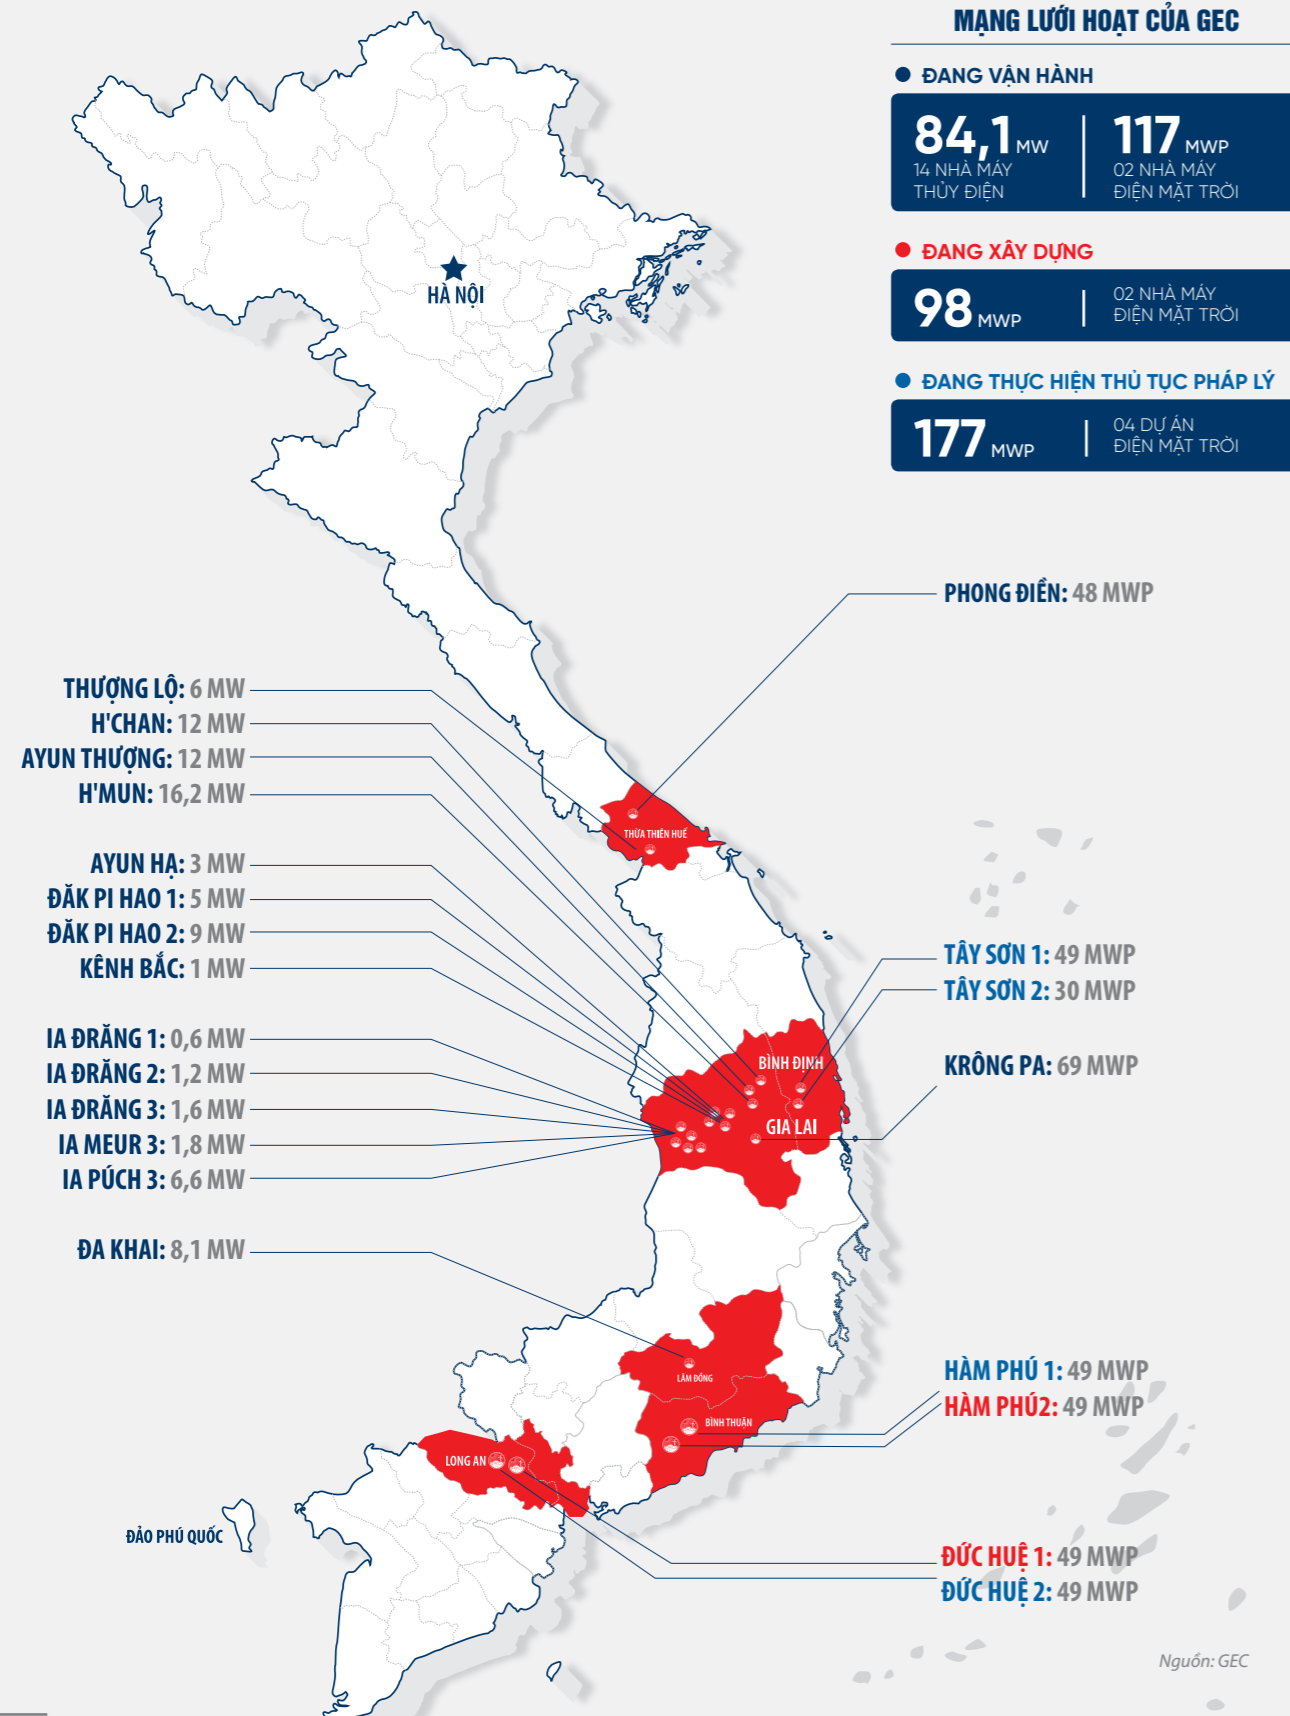 MẠNG LƯỚI HOẠT CỦA GEC
ĐANG VẬN HÀNH
84,1 MW
14 NHÀ MÁY
THỦY ĐIỆN
117 MWP
02 NHÀ MÁY
ĐIỆN MẶT TRỜI
ĐANG XÂY DỰNG
98 MWP
02 NHÀ MÁY
ĐIỆN MẶT TRỜI
ĐANG THỰC HIỆN THỦ TỤC PHÁP LÝ
177 MWP
04 DỰ ÁN
ĐIỆN MẶT TRỜI
HÀ NỘI
PHONG ĐIỀN: 48 MWP
THƯỢNG LỘ: 6 MW
H'CHAN: 12 MW
AYUN THƯỢNG: 12 MW
H'MUN: 16,2 MW
THỪA THIÊN HUẾ
AYUN HẠ: 3 MW
ĐĂK PI HAO 1: 5 MW
ĐĂK PI HAO 2: 9 MW
KÊNH BẮC: 1 MW
TÂY SƠN 1: 49 MWP
TÂY SƠN 2: 30 MWP
IA ĐRĂNG 1: 0,6 MW
IA ĐRĂNG 2: 1,2 MW
IA ĐRĂNG 3: 1,6 MW
IA MEUR 3: 1,8 MW
IA PÚCH 3: 6,6 MW
BÌNH ĐỊNH
GIA LAI
KRÔNG PA: 69 MWP
ĐA KHAI: 8,1 MW
LÂM ĐỒNG
BÌNH THUẬN
HÀM PHÚ 1: 49 MWP
HÀM PHÚ2: 49 MWP
LONG AN
ĐẢO PHÚ QUỐC
ĐỨC HUỆ 1: 49 MWP
ĐỨC HUỆ 2: 49 MWP
Nguồn: GEC